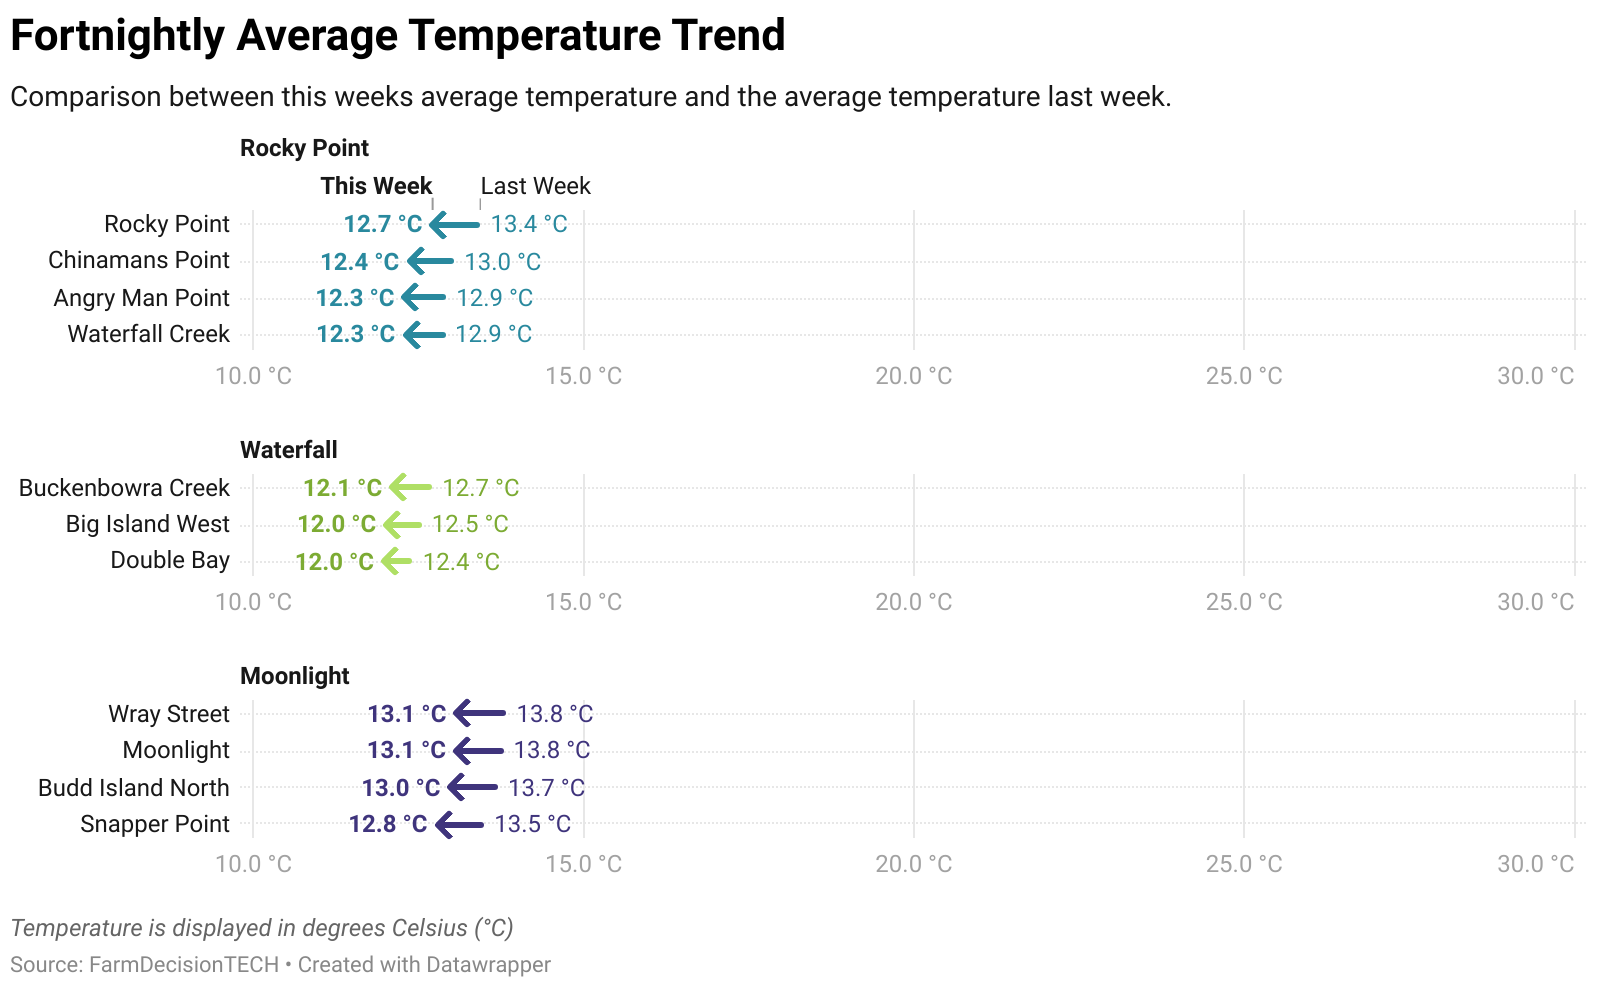 Fortnightly Average Temperature Trend
Comparison between this weeks average temperature and the average temperature last week.
Rocky Point
This Week Last Week
Rocky Point 12.7 °C 13.4 °C
Chinamans Point 12.4 °C 13.0 °C
Angry Man Point 12.3 °C 12.9 °C
Waterfall Creek 12.3 °C 12.9 °C
10.0 °C 15.0 °C 20.0 °C 25.0 °C 30.0 °C
Waterfall
Buckenbowra Creek 12.1 °C 12.7 °C
Big Island West 12.0 °C 12.5 °C
Double Bay 12.0 °C 12.4 °C
10.0 °C 15.0 °C 20.0 °C 25.0 °C 30.0 °C
Moonlight
Wray Street 13.1 °C 13.8 °C
Moonlight 13.1 °C 13.8 °C
Budd Island North 13.0 °C 13.7 °C
Snapper Point 12.8 °C 13.5 °C
10.0 °C 15.0 °C 20.0 °C 25.0 °C 30.0 °C
Temperature is displayed in degrees Celsius (°C)
Source: FarmDecisionTECH • Created with Datawrapper